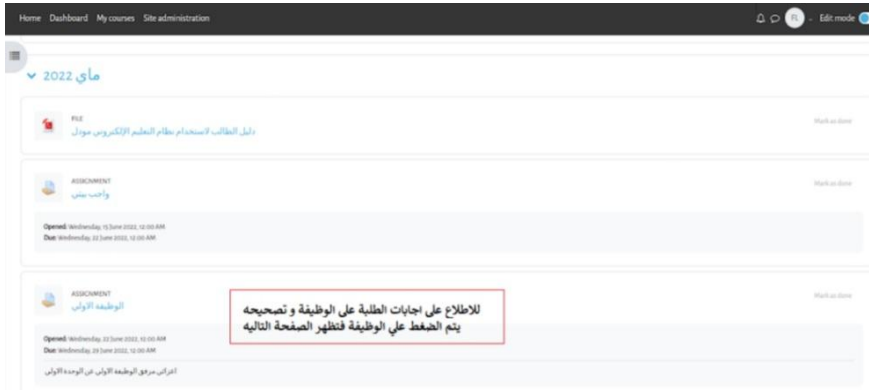 Home Dashboard My courses Site administration
FL Edit mode
ماي 2022
FILE
دليل الطالب لاستخدام نظام التعليم الإلكتروني مودل
Mark as done
ASSIGNMENT
واجب بيتي
Mark as done
Opened: Wednesday, 15 June 2022, 12:00 AM
Due: Wednesday, 22 June 2022, 12:00 AM
ASSIGNMENT
الوظيفة الاولى
Mark as done
للاطلاع على اجابات الطلبة على الوظيفة و تصحيحه
يتم الضغط علي الوظيفة فتظهر الصفحة التاليه
Opened: Wednesday, 22 June 2022, 12:00 AM
Due: Wednesday, 29 June 2022, 12:00 AM
اعزائي مرفق الوظيفة الاولى عن الوحدة الاولى